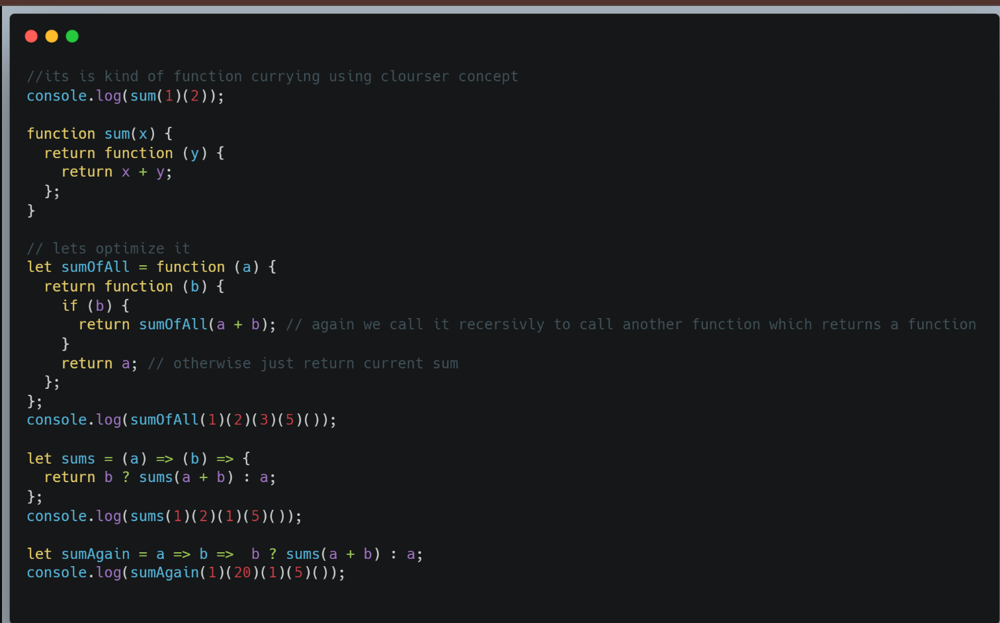 //its is kind of function currying using clourser concept
console.log(sum(1)(2));

function sum(x) {
  return function (y) {
    return x + y;
  };
}

// lets optimize it
let sumOfAll = function (a) {
  return function (b) {
    if (b) {
      return sumOfAll(a + b); // again we call it recersivly to call another function which returns a function
    }
    return a; // otherwise just return current sum
  };
};
console.log(sumOfAll(1)(2)(3)(5)());

let sums = (a) => (b) => {
  return b ? sums(a + b) : a;
};
console.log(sums(1)(2)(1)(5)());

let sumAgain = a => b =>  b ? sums(a + b) : a;
console.log(sumAgain(1)(20)(1)(5)());